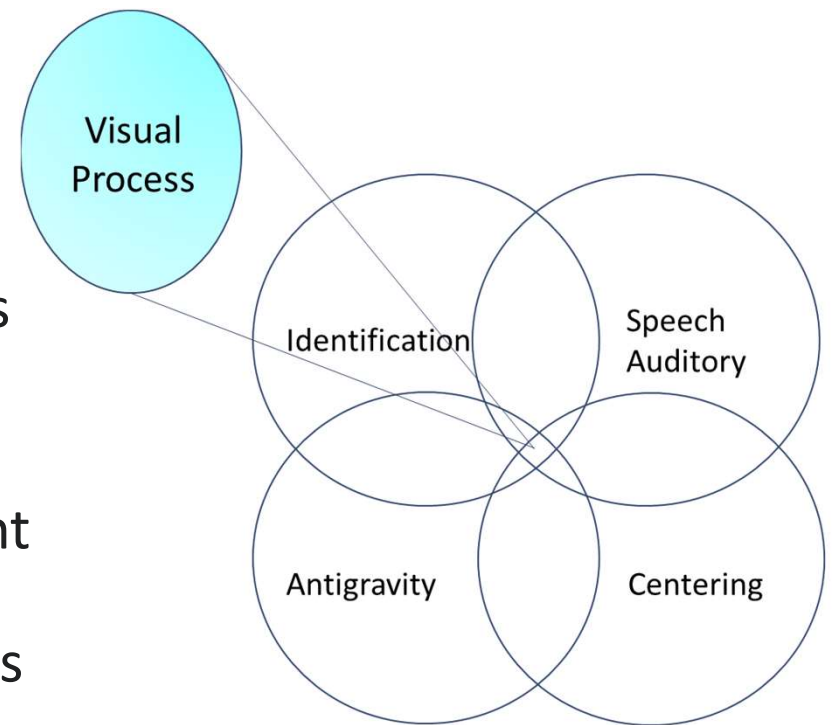 Visual
Process
Identification
Speech
Auditory
Antigravity
Centering